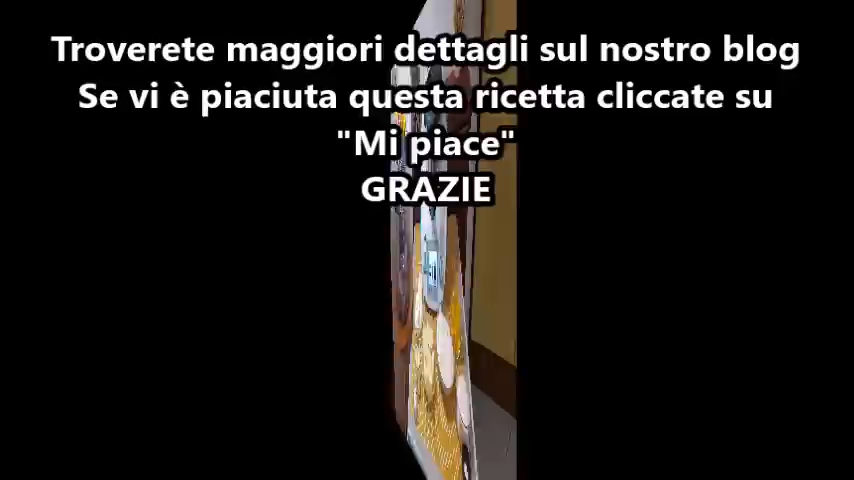 Troverete maggiori dettagli sul nostro blog
Se vi è piaciuta questa ricetta cliccate su
"Mi piace"
GRAZIE